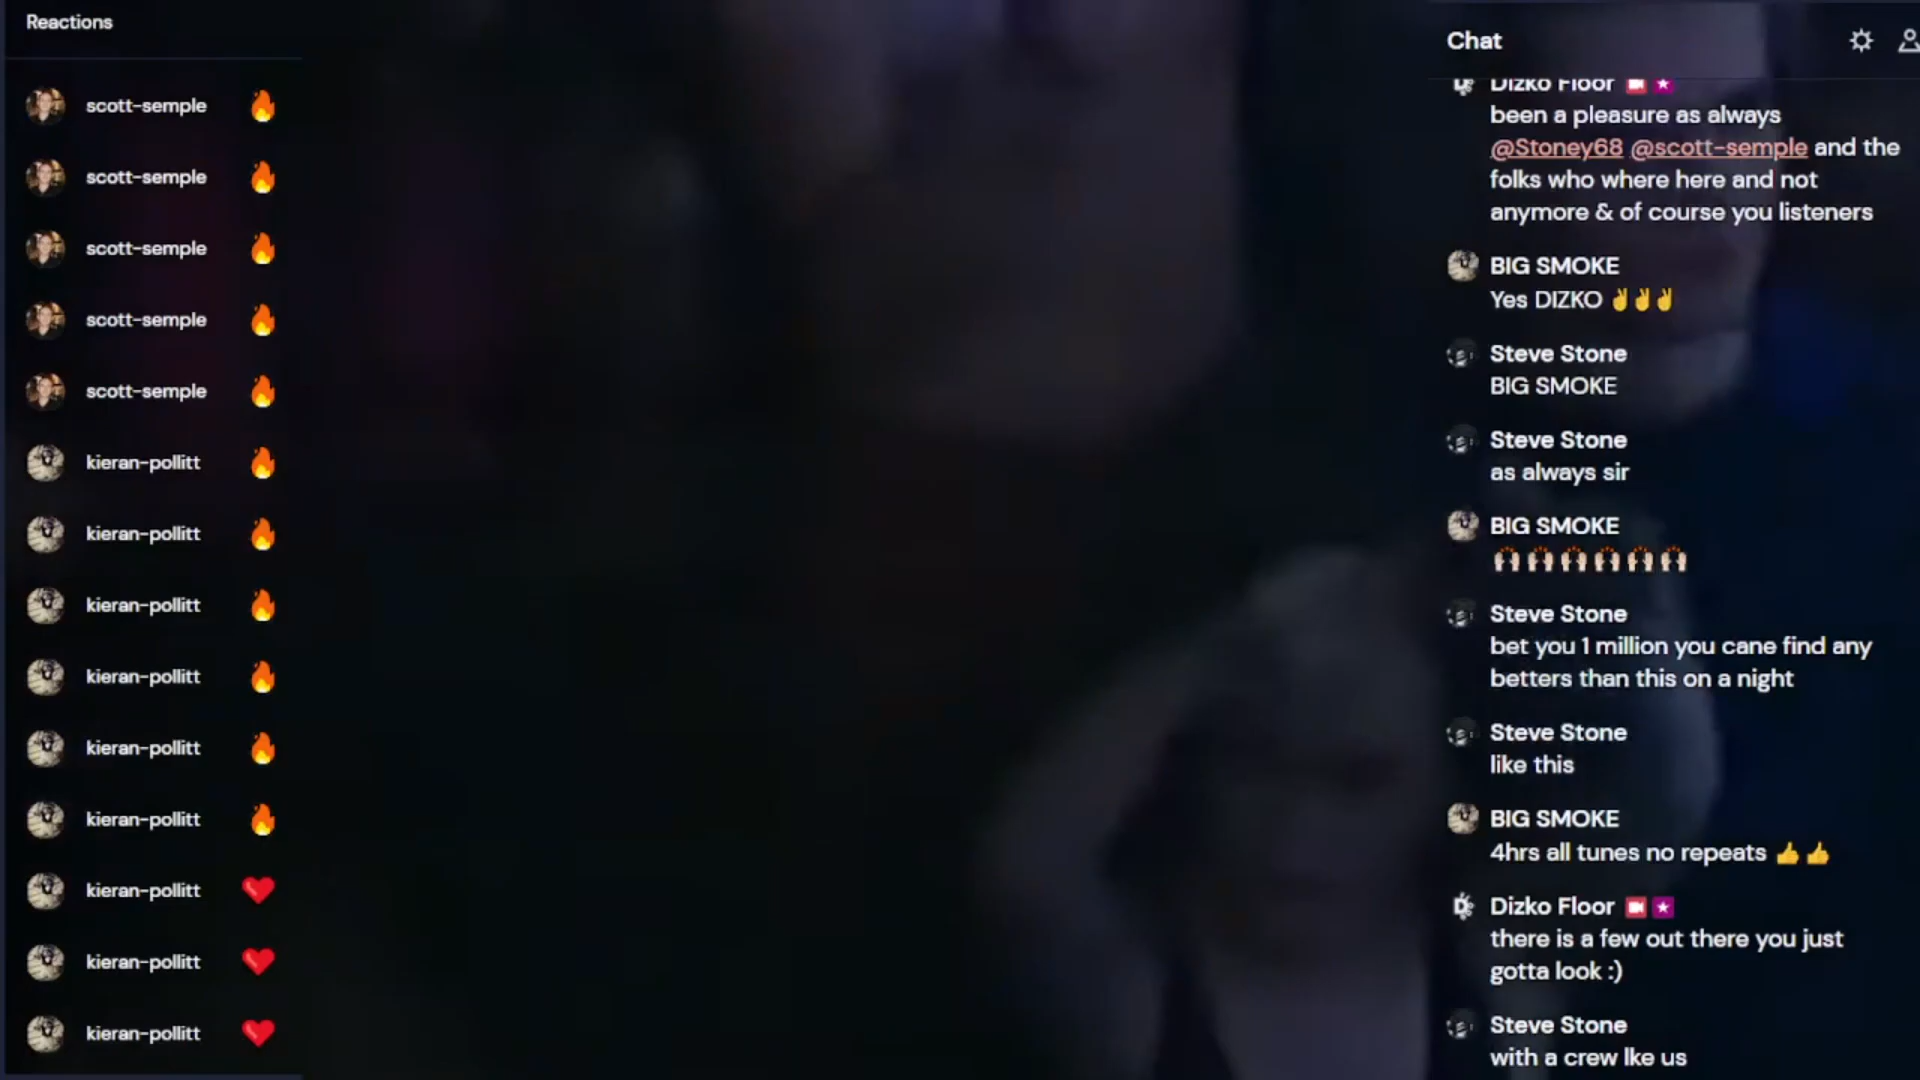 Reactions
scott-semple
scott-semple
scott-semple
scott-semple
scott-semple
kieran-pollitt
kieran-pollitt
kieran-pollitt
kieran-pollitt
kieran-pollitt
kieran-pollitt
kieran-pollitt
kieran-pollitt
kieran-pollitt
Chat
Dizko Floor
been a pleasure as always
@Stoney68 @scott-semple and the
folks who where here and not
anymore & of course you listeners
BIG SMOKE
Yes DIZKO ✌✌✌
Steve Stone
BIG SMOKE
Steve Stone
as always sir
BIG SMOKE
🙌🏻🙌🏻🙌🏻🙌🏻🙌🏻🙌🏻
Steve Stone
bet you 1 million you cane find any
betters than this on a night
Steve Stone
like this
BIG SMOKE
4hrs all tunes no repeats 👍👍
Dizko Floor
there is a few out there you just
gotta look :)
Steve Stone
with a crew lke us